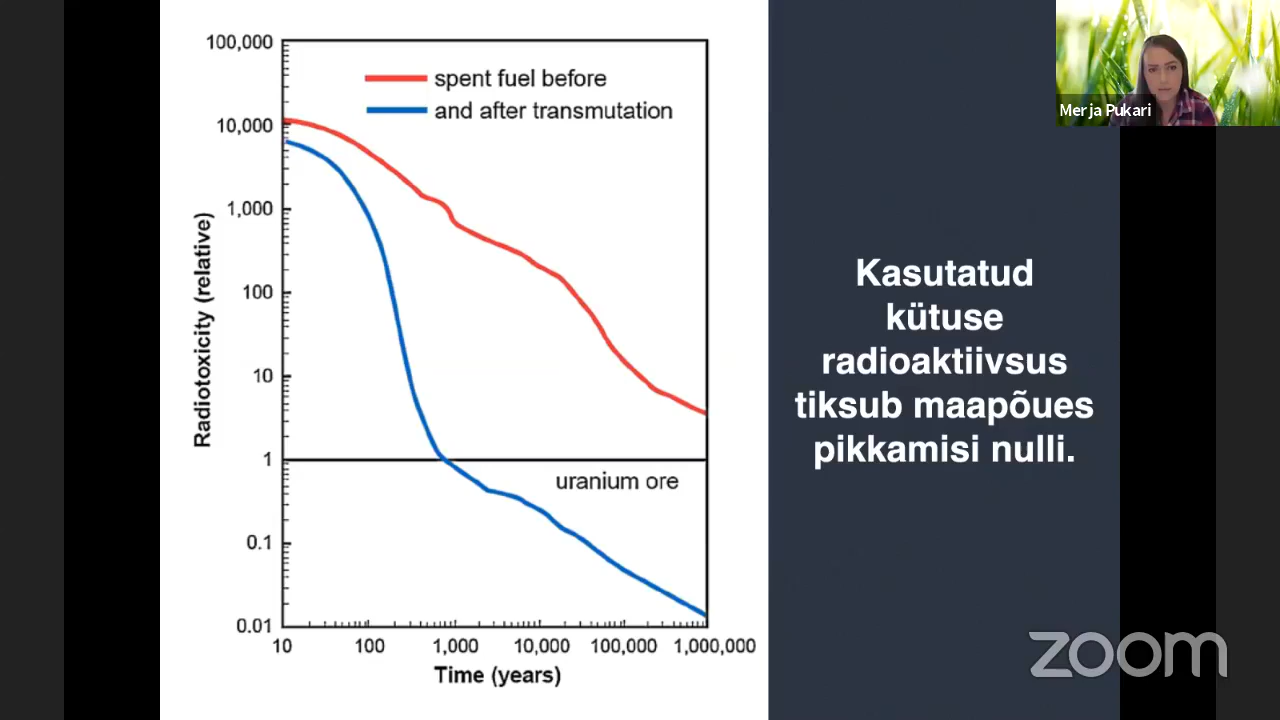 100,000
10,000
1,000
100
10
1
0.1
0.01
Radiotoxicity (relative)
spent fuel before
and after transmutation
uranium ore
10 100 1,000 10,000 100,000 1,000,000
Time (years)
Kasutatud
kütuse
radioaktiivsus
tiksub maapõues
pikkamisi nulli.
Merja Pukari
zoom